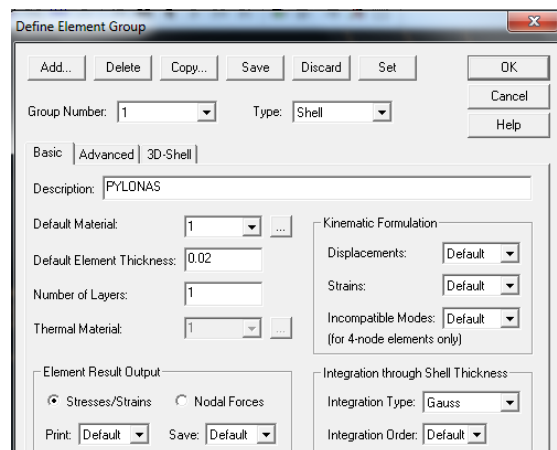 Define Element Group
Add... Delete Copy... Save Discard Set OK
Cancel
Group Number: 1 Type: Shell
Help
Basic Advanced 3D-Shell
Description: PYLONAS
Default Material: 1 ...
Kinematic Formulation
Default Element Thickness: 0.02
Displacements: Default
Number of Layers: 1
Strains: Default
Thermal Material: 1 ...
Incompatible Modes: Default
(for 4-node elements only)
Element Result Output
Integration through Shell Thickness
Stresses/Strains Nodal Forces
Integration Type: Gauss
Print: Default Save: Default
Integration Order: Default